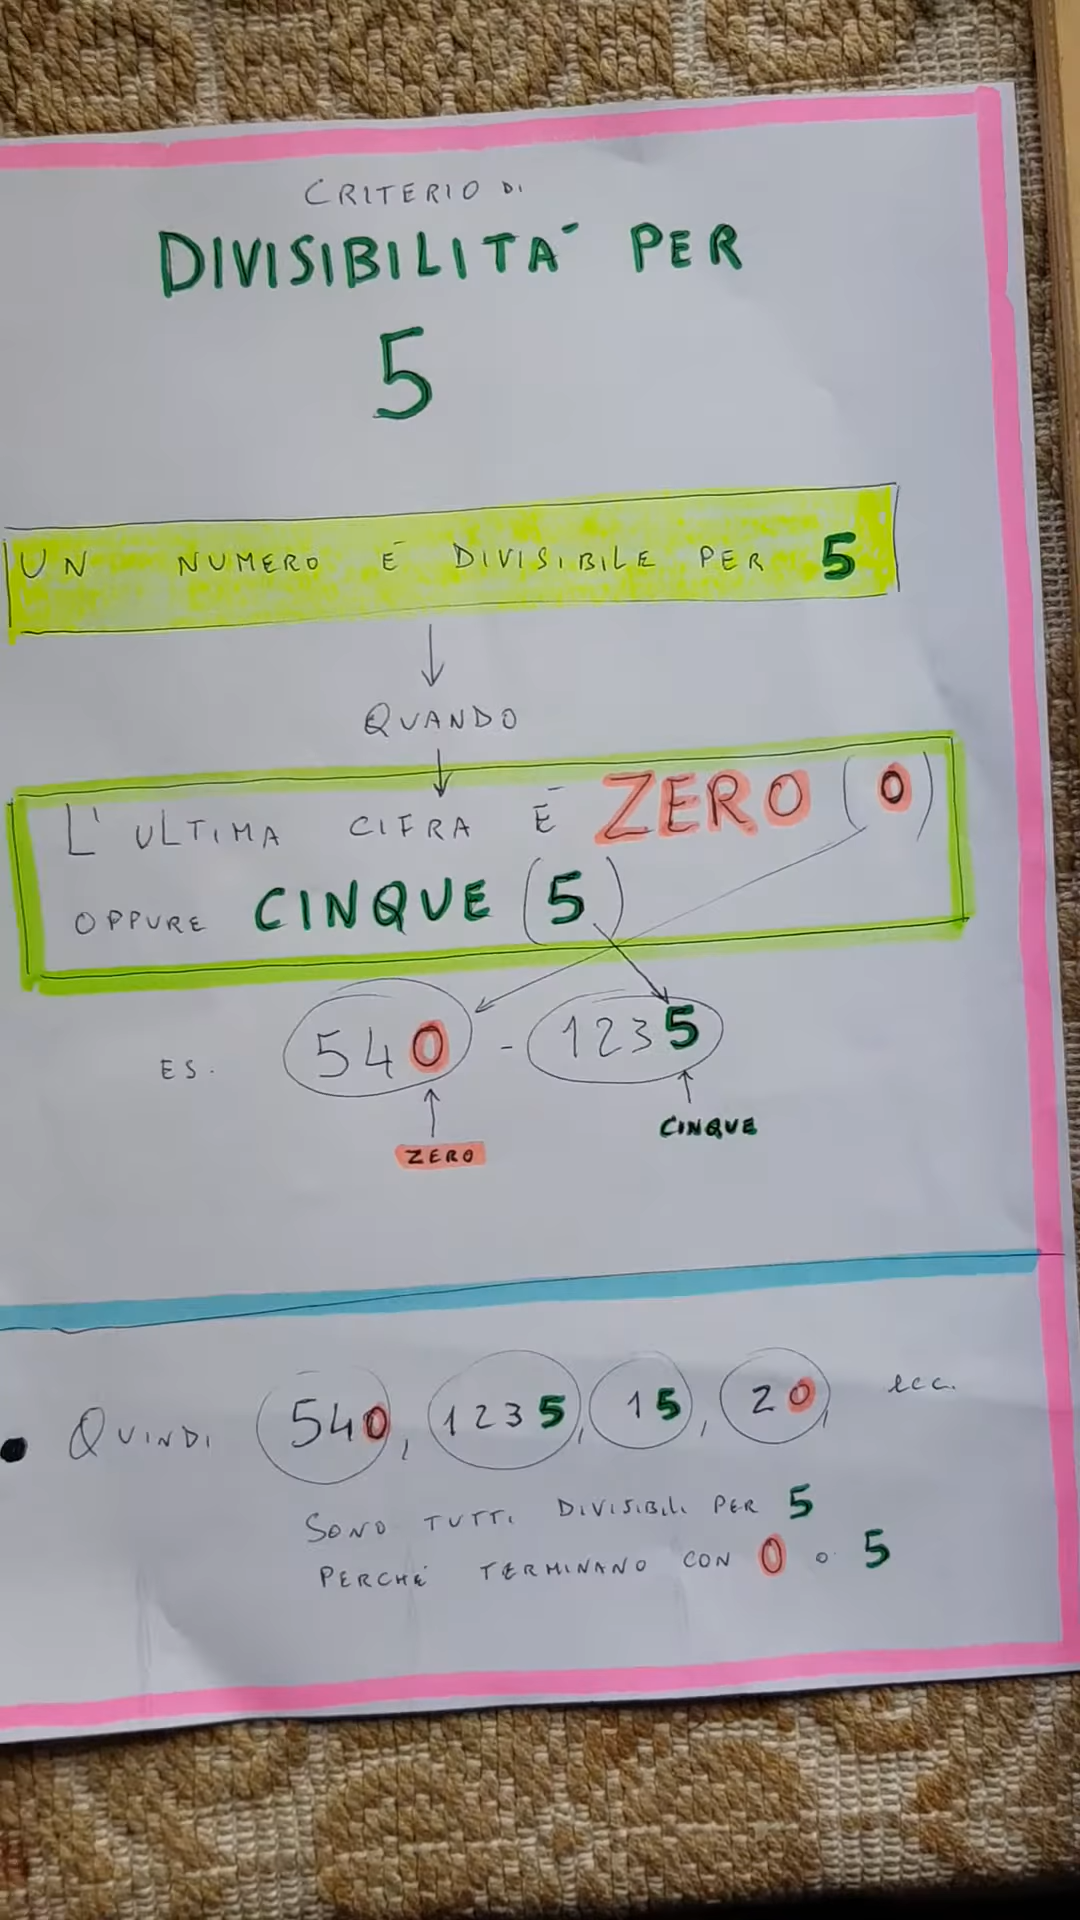 CRITERIO DI
DIVISIBILITÀ PER
5
UN NUMERO È DIVISIBILE PER 5
QUANDO
L'ULTIMA CIFRA È ZERO (0)
OPPURE CINQUE (5)
ES. 540 - 1235
CINQUE
ZERO
• QUINDI 540, 1235, 15, 20, ecc.
SONO TUTTI DIVISIBILI PER 5
PERCHÉ TERMINANO CON 0 O 5